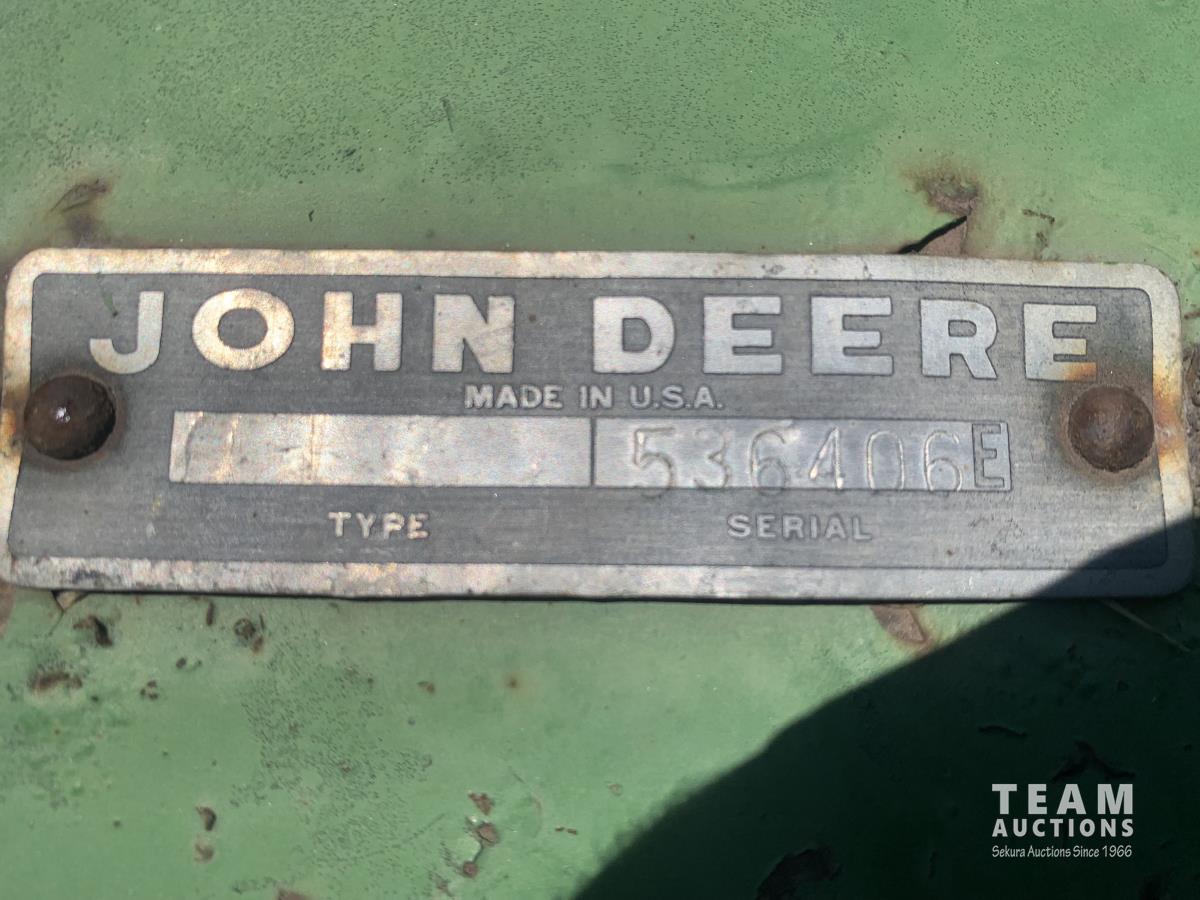 JOHN DEERE
MADE IN U.S.A.
536406E
TYPE SERIAL
TEAM
AUCTIONS
Sekura Auctions Since 1966